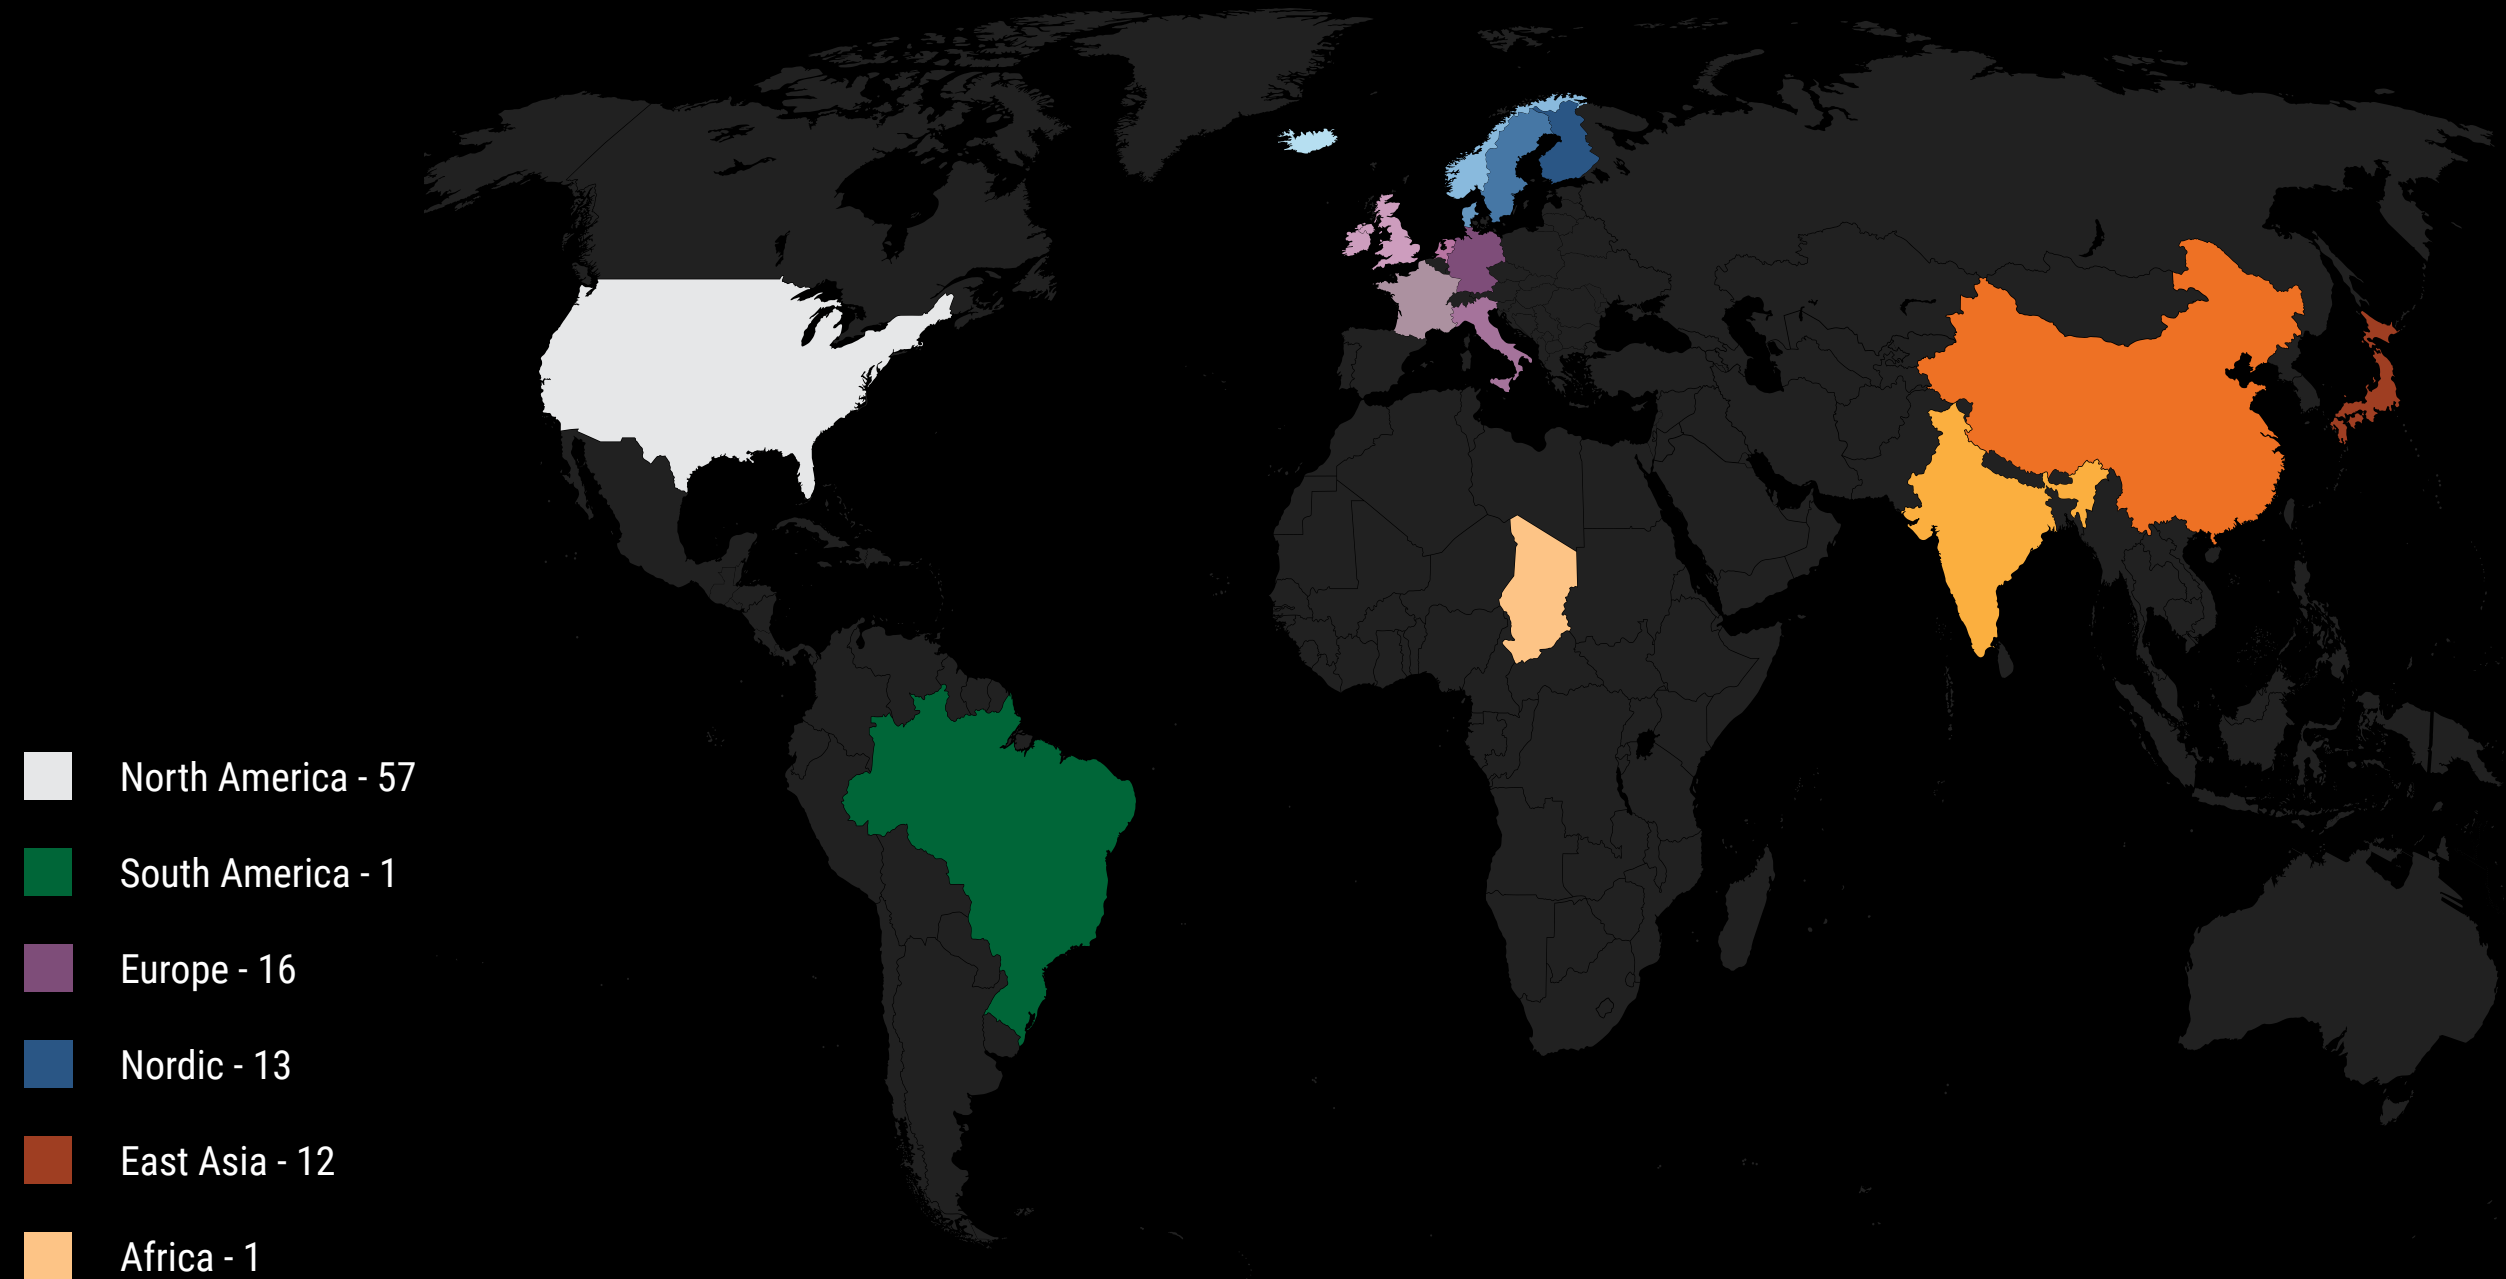 North America - 57
South America - 1
Europe - 16
Nordic - 13
East Asia - 12
Africa - 1